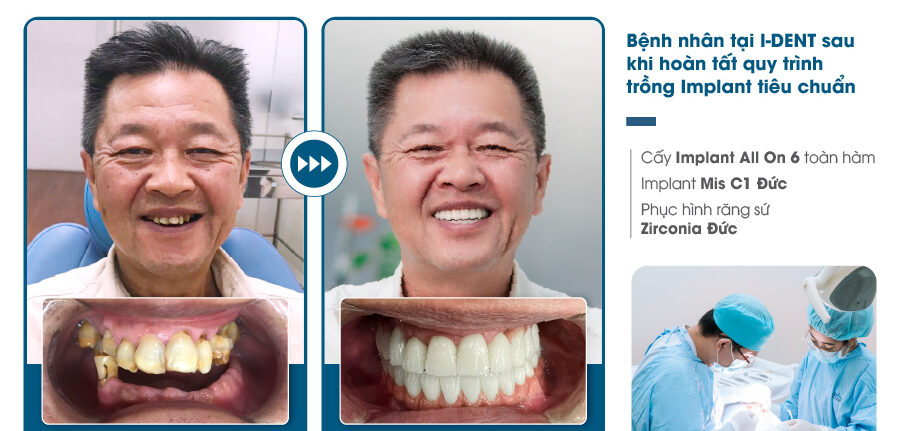 Bệnh nhân tại I-DENT sau
khi hoàn tất quy trình
trồng Implant tiêu chuẩn
Cấy Implant All On 6 toàn hàm
Implant Mis C1 Đức
Phục hình răng sứ
Zirconia Đức